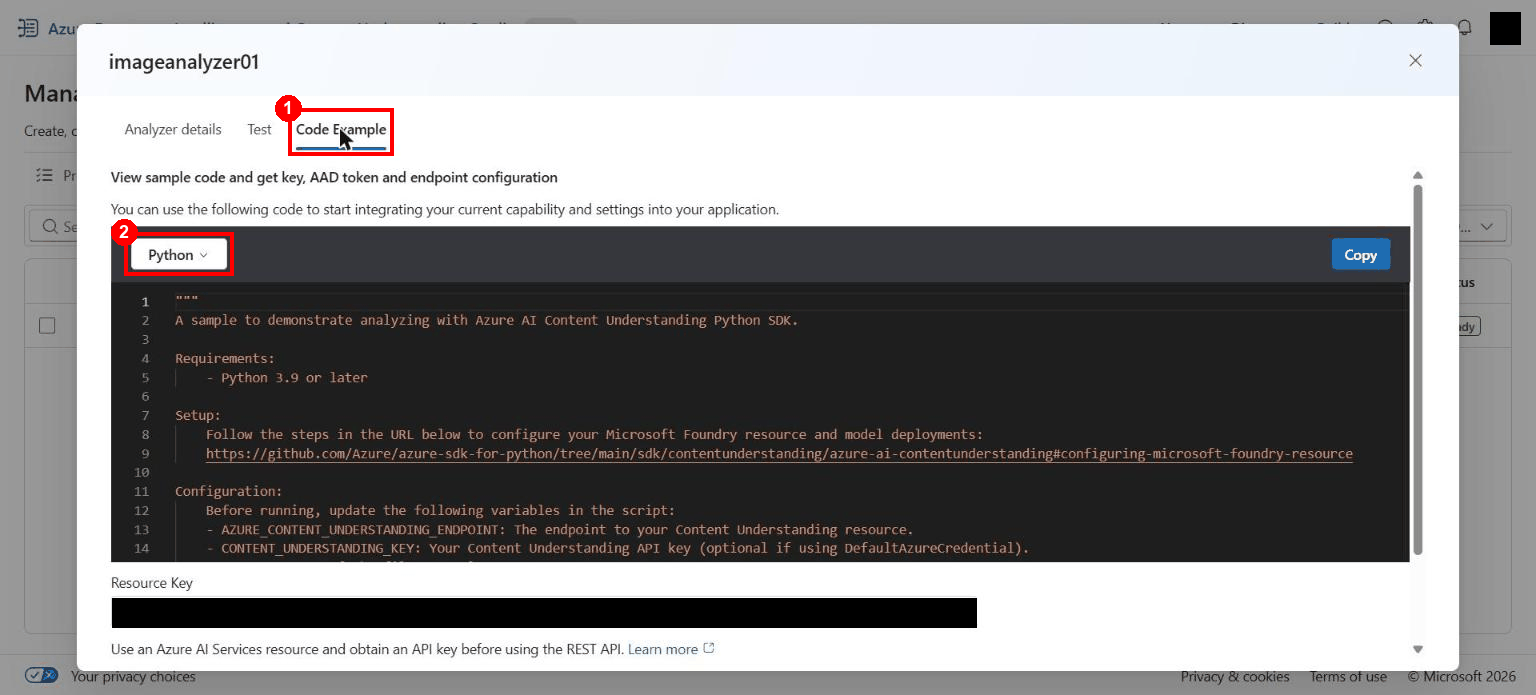 Azu
imageanalyzer01
Mana
Create, c
Analyzer details Test Code Example
1
View sample code and get key, AAD token and endpoint configuration
Pr
You can use the following code to start integrating your current capability and settings into your application.
Se
2
Python
Copy
1 """
2 A sample to demonstrate analyzing with Azure AI Content Understanding Python SDK.
3
4 Requirements:
5 - Python 3.9 or later
6
7 Setup:
8 Follow the steps in the URL below to configure your Microsoft Foundry resource and model deployments:
9 https://github.com/Azure/azure-sdk-for-python/tree/main/sdk/contentunderstanding/azure-ai-contentunderstanding#configuring-microsoft-foundry-resource
10
11 Configuration:
12 Before running, update the following variables in the script:
13 - AZURE_CONTENT_UNDERSTANDING_ENDPOINT: The endpoint to your Content Understanding resource.
14 - CONTENT_UNDERSTANDING_KEY: Your Content Understanding API key (optional if using DefaultAzureCredential).
tus
ady
Resource Key
Use an Azure AI Services resource and obtain an API key before using the REST API. Learn more
Your privacy choices
Privacy & cookies Terms of use © Microsoft 2026